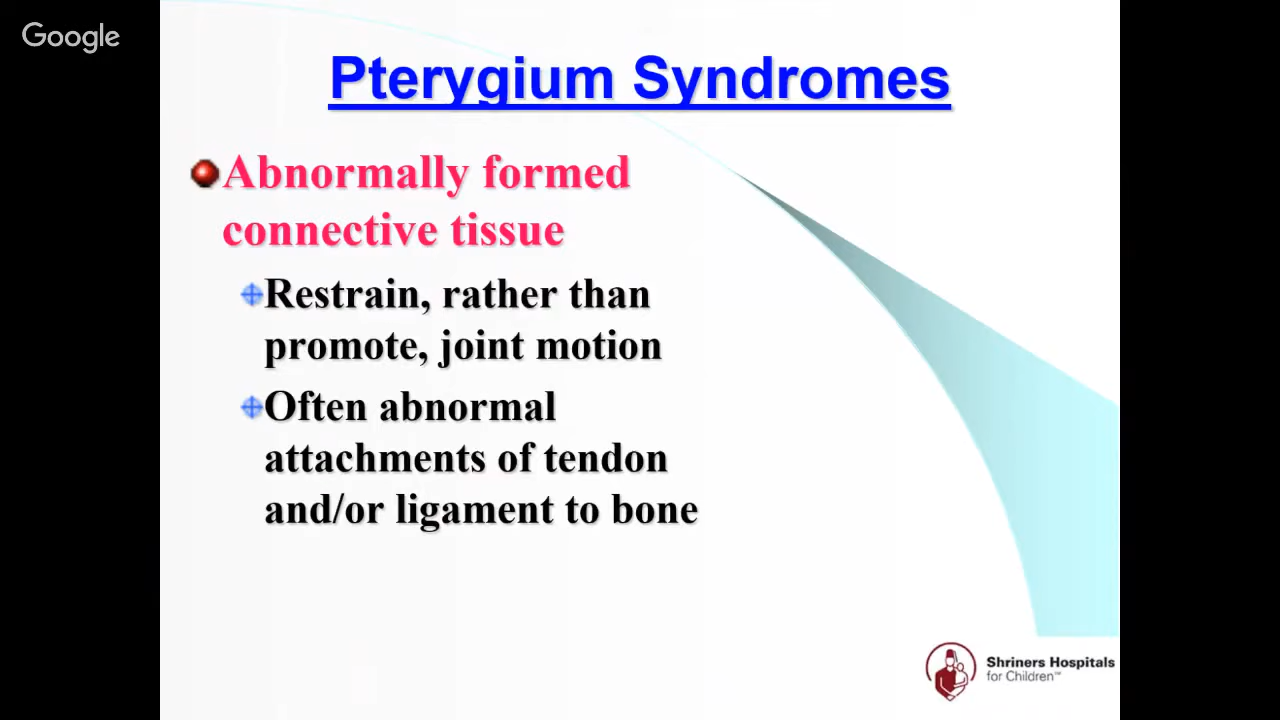 Google
Pterygium Syndromes
Abnormally formed
connective tissue
Restrain, rather than
promote, joint motion
Often abnormal
attachments of tendon
and/or ligament to bone
Shriners Hospitals
for Children™